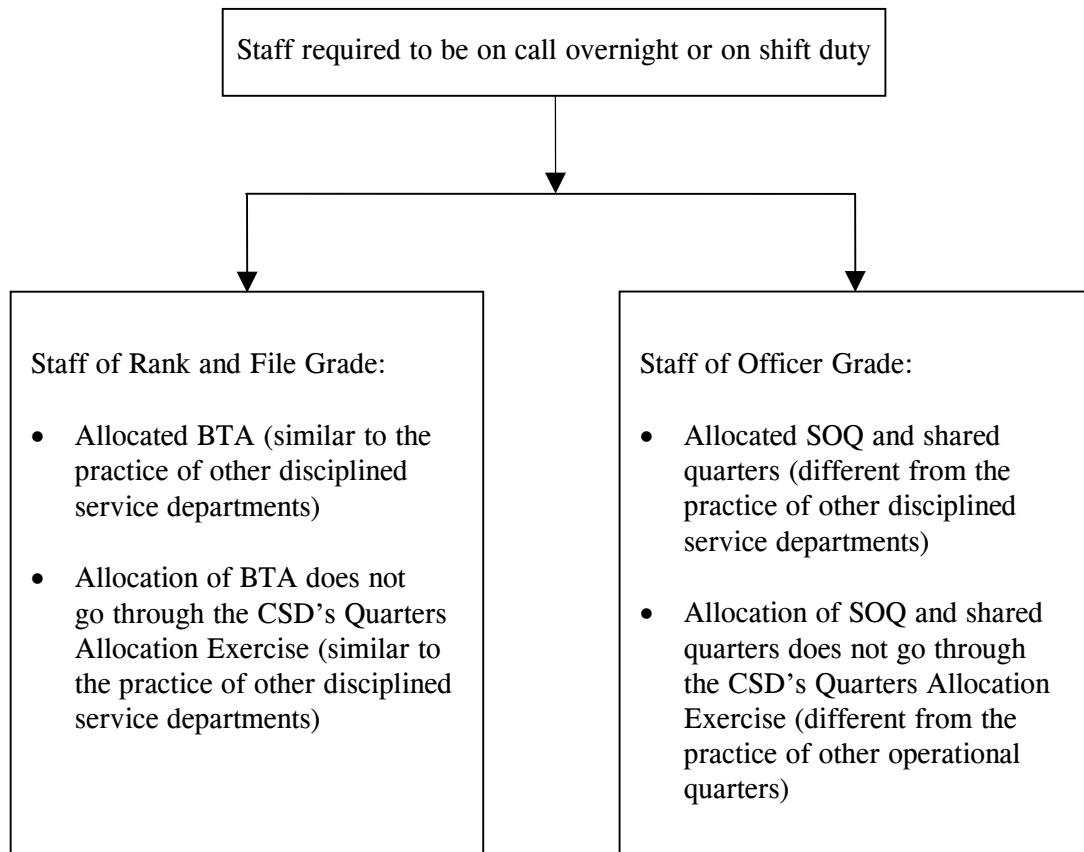 Staff required to be on call overnight or on shift duty
Staff of Rank and File Grade:
• Allocated BTA (similar to the
practice of other disciplined
service departments)
• Allocation of BTA does not
go through the CSD's Quarters
Allocation Exercise (similar to
the practice of other disciplined
service departments)
Staff of Officer Grade:
• Allocated SOQ and shared
quarters (different from the
practice of other disciplined
service departments)
• Allocation of SOQ and shared
quarters does not go through
the CSD's Quarters Allocation
Exercise (different from the
practice of other operational
quarters)